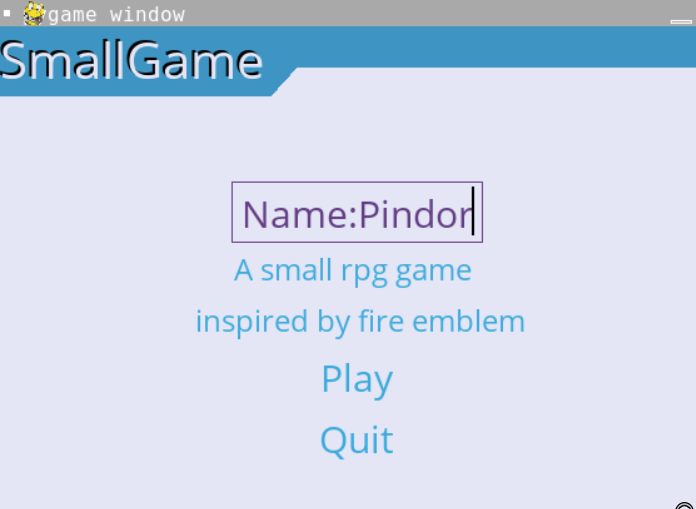 game window
SmallGame
Name:Pindor
A small rpg game
inspired by fire emblem
Play
Quit